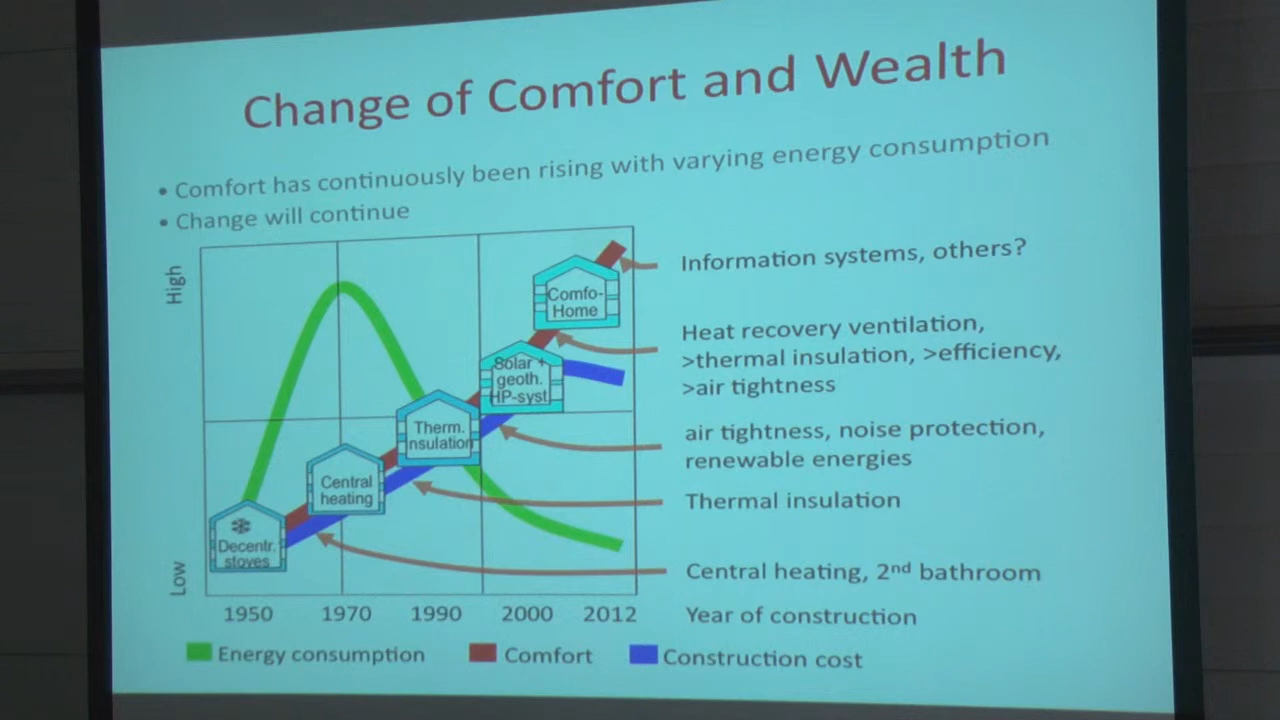 Change of Comfort and Wealth
• Comfort has continuously been rising with varying energy consumption
• Change will continue
High
Low
Information systems, others?
Comfo-
Home
Heat recovery ventilation,
>thermal insulation, >efficiency,
>air tightness
Solar +
geoth.
HP-syst
air tightness, noise protection,
renewable energies
Therm.
nsulation
Thermal insulation
Central
heating
Decentr.
stoves
Central heating, 2nd bathroom
1950 1970 1990 2000 2012 Year of construction
Energy consumption Comfort Construction cost